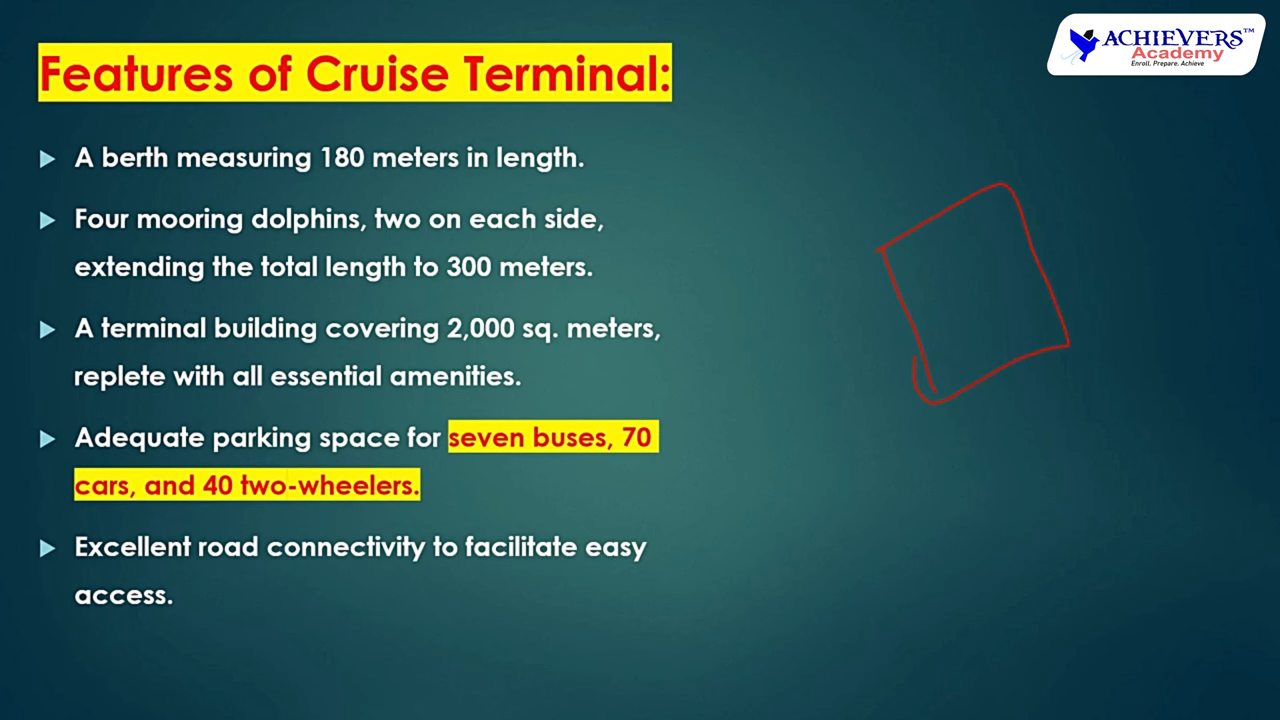 ACHIEVERS™
Academy
Enroll. Prepare. Achieve
Features of Cruise Terminal:
A berth measuring 180 meters in length.
Four mooring dolphins, two on each side,
extending the total length to 300 meters.
A terminal building covering 2,000 sq. meters,
replete with all essential amenities.
Adequate parking space for seven buses, 70
cars, and 40 two-wheelers.
Excellent road connectivity to facilitate easy
access.